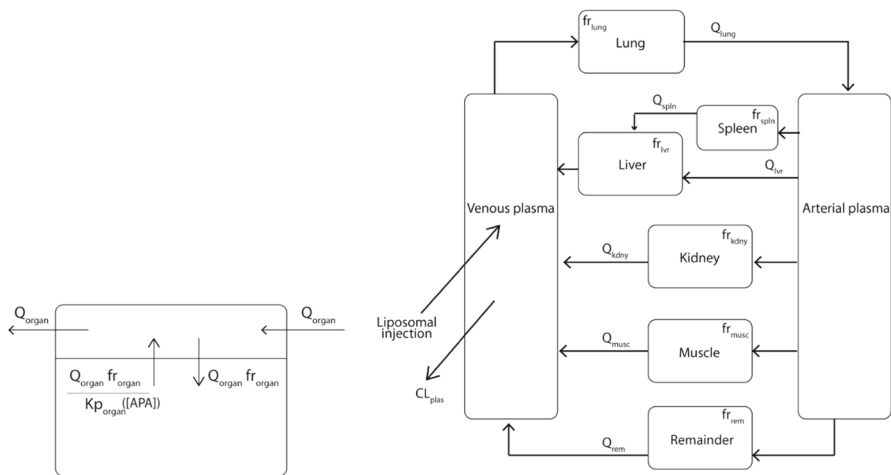 fr_lung
Lung
Q_lung
Q_spln
fr_spln
Spleen
fr_lvr
Liver
Q_lvr
Venous plasma
Arterial plasma
fr_kdny
Q_kdny
Kidney
Liposomal
injection
fr_musc
Q_musc
Muscle
CL_plas
fr_rem
Q_rem
Remainder
Q_organ
Q_organ
Q_organ fr_organ
Kp_organ([APA])
Q_organ fr_organ